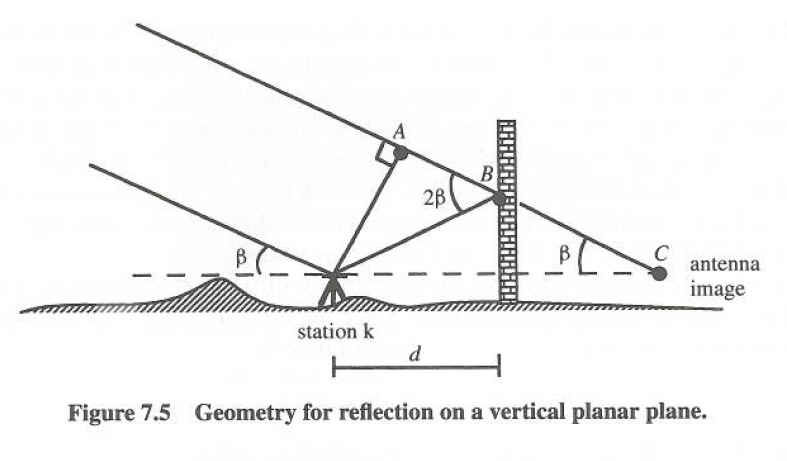 A
B
2β
β
β
C
antenna
image
station k
d
Figure 7.5 Geometry for reflection on a vertical planar plane.